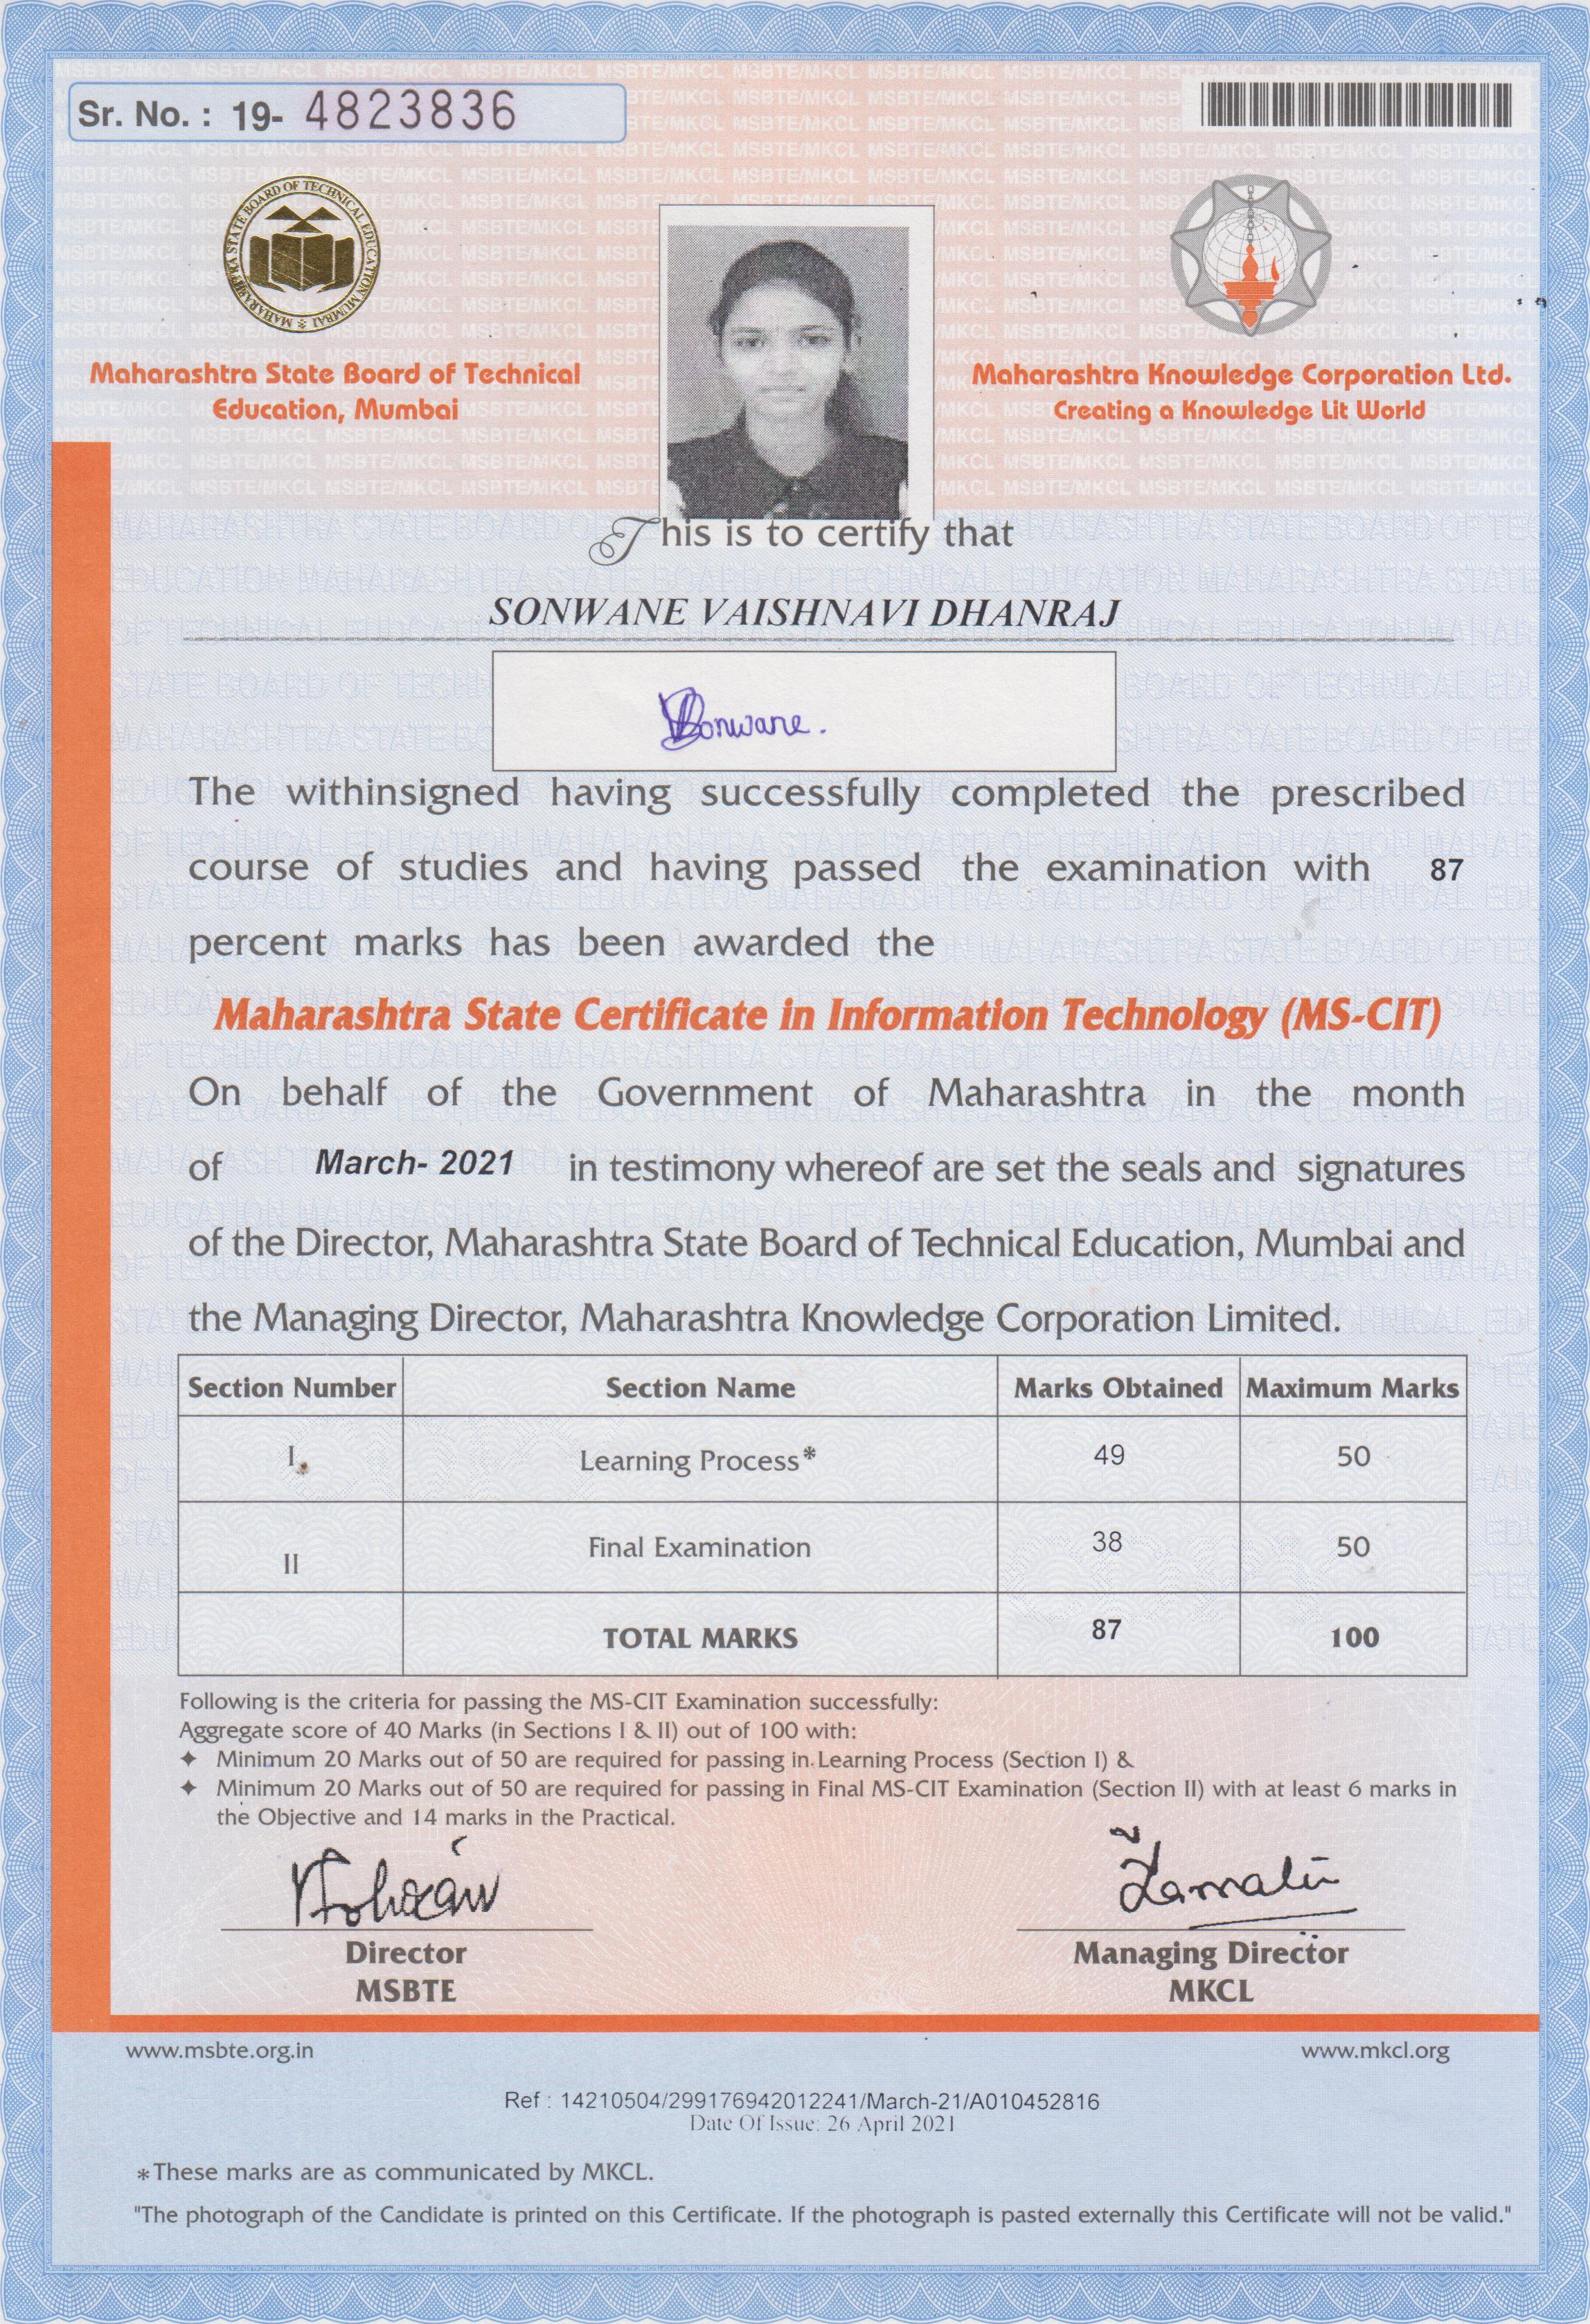 Sr. No. : 19- 4823836
MAHARASHTRA STATE BOARD OF TECHNICAL EDUCATION MUMBAI
Maharashtra State Board of Technical
Education, Mumbai
Maharashtra Knowledge Corporation Ltd.
Creating a Knowledge Lit World
This is to certify that
SONWANE VAISHNAVI DHANRAJ
VSonwane.
The withinsigned having successfully completed the prescribed
course of studies and having passed the examination with 87
percent marks has been awarded the
Maharashtra State Certificate in Information Technology (MS-CIT)
On behalf of the Government of Maharashtra in the month
of March- 2021 in testimony whereof are set the seals and signatures
of the Director, Maharashtra State Board of Technical Education, Mumbai and
the Managing Director, Maharashtra Knowledge Corporation Limited.
Section Number Section Name Marks Obtained Maximum Marks
I Learning Process* 49 50
II Final Examination 38 50
TOTAL MARKS 87 100
Following is the criteria for passing the MS-CIT Examination successfully:
Aggregate score of 40 Marks (in Sections I & II) out of 100 with:
✦ Minimum 20 Marks out of 50 are required for passing in Learning Process (Section I) &
✦ Minimum 20 Marks out of 50 are required for passing in Final MS-CIT Examination (Section II) with at least 6 marks in
the Objective and 14 marks in the Practical.
Director
MSBTE
Managing Director
MKCL
www.msbte.org.in
www.mkcl.org
Ref : 14210504/299176942012241/March-21/A010452816
Date Of Issue: 26 April 2021
*These marks are as communicated by MKCL.
"The photograph of the Candidate is printed on this Certificate. If the photograph is pasted externally this Certificate will not be valid."